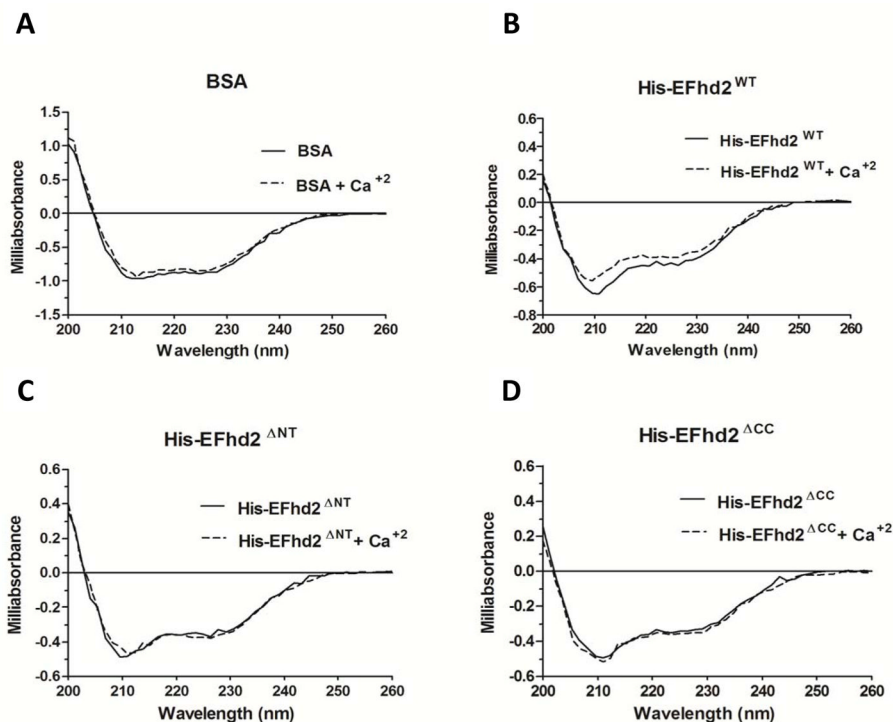 A
BSA
Milliabsorbance
1.5
1.0
0.5
0.0
-0.5
-1.0
-1.5
BSA
BSA + Ca⁺²
200 210 220 230 240 250 260
Wavelength (nm)
B
His-EFhd2 ᵂᵀ
Milliabsorbance
0.6
0.4
0.2
-0.0
-0.2
-0.4
-0.6
-0.8
His-EFhd2 ᵂᵀ
His-EFhd2 ᵂᵀ + Ca⁺²
200 210 220 230 240 250 260
Wavelength (nm)
C
His-EFhd2 ᐃᴺᵀ
Milliabsorbance
0.6
0.4
0.2
0.0
-0.2
-0.4
-0.6
His-EFhd2 ᐃᴺᵀ
His-EFhd2 ᐃᴺᵀ + Ca⁺²
200 210 220 230 240 250 260
Wavelength (nm)
D
His-EFhd2 ᐃCC
Milliabsorbance
0.6
0.4
0.2
0.0
-0.2
-0.4
-0.6
His-EFhd2 ᐃCC
His-EFhd2 ᐃCC + Ca⁺²
200 210 220 230 240 250 260
Wavelength (nm)